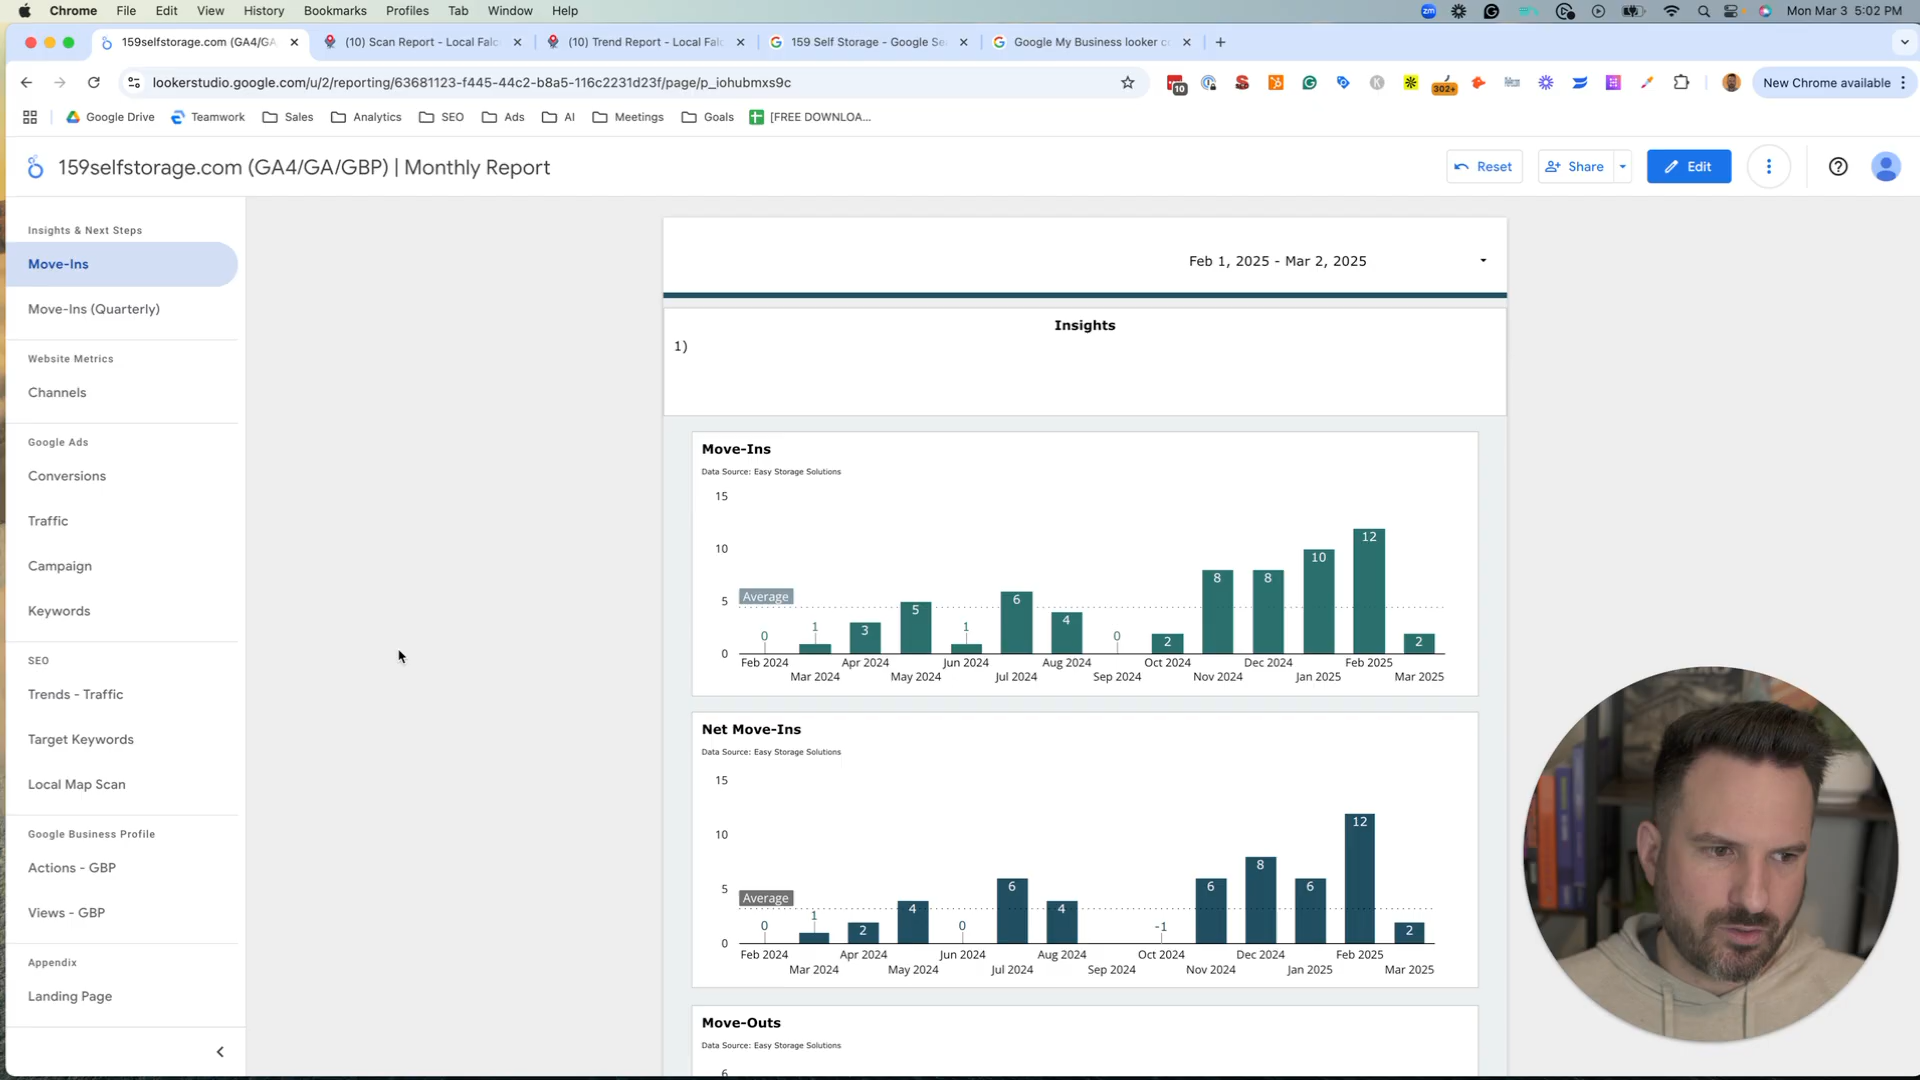 Chrome File Edit View History Bookmarks Profiles Tab Window Help
zm
Mon Mar 3 5:02 PM
159selfstorage.com (GA4/GA
(10) Scan Report - Local Falc
(10) Trend Report - Local Fal
159 Self Storage - Google Se
Google My Business looker c
lookerstudio.google.com/u/2/reporting/63681123-f445-44c2-b8a5-116c2231d23f/page/p_iohubmxs9c
10
302+
New Chrome available
Google Drive Teamwork Sales Analytics SEO Ads AI Meetings Goals [FREE DOWNLOA...
159selfstorage.com (GA4/GA/GBP) | Monthly Report
Reset
Share
Edit
Insights & Next Steps
Move-Ins
Move-Ins (Quarterly)
Website Metrics
Channels
Google Ads
Conversions
Traffic
Campaign
Keywords
SEO
Trends - Traffic
Target Keywords
Local Map Scan
Google Business Profile
Actions - GBP
Views - GBP
Appendix
Landing Page
Feb 1, 2025 - Mar 2, 2025
Insights
1)
Move-Ins
Data Source: Easy Storage Solutions
15
10
5
0
Average
0 1 3 5 1 6 4 0 2 8 8 10 12 2
Feb 2024 Apr 2024 Jun 2024 Aug 2024 Oct 2024 Dec 2024 Feb 2025
Mar 2024 May 2024 Jul 2024 Sep 2024 Nov 2024 Jan 2025 Mar 2025
Net Move-Ins
Data Source: Easy Storage Solutions
15
10
5
0
Average
0 1 2 4 0 6 4 -1 6 8 6 12 2
Feb 2024 Apr 2024 Jun 2024 Aug 2024 Oct 2024 Dec 2024 Feb 2025
Mar 2024 May 2024 Jul 2024 Sep 2024 Nov 2024 Jan 2025 Mar 2025
Move-Outs
Data Source: Easy Storage Solutions
6